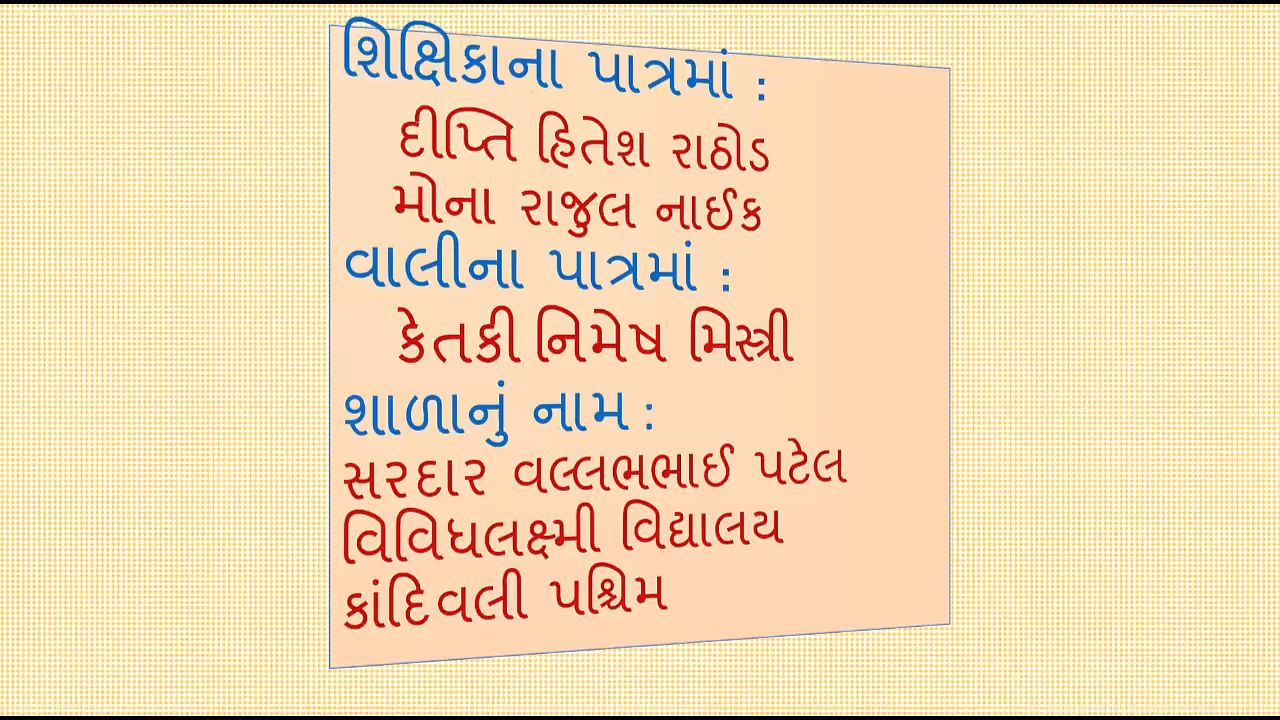 શિક્ષિકાના પાત્રમાં :
દીપ્તિ હિતેશ રાઠોડ
મોના રાજુલ નાઈક
વાલીના પાત્રમાં :
કેતકી નિમેષ મિસ્ત્રી
શાળાનું નામ :
સરદાર વલ્લભભાઈ પટેલ
વિવિધલક્ષ્મી વિદ્યાલય
કાંદિવલી પશ્ચિમ